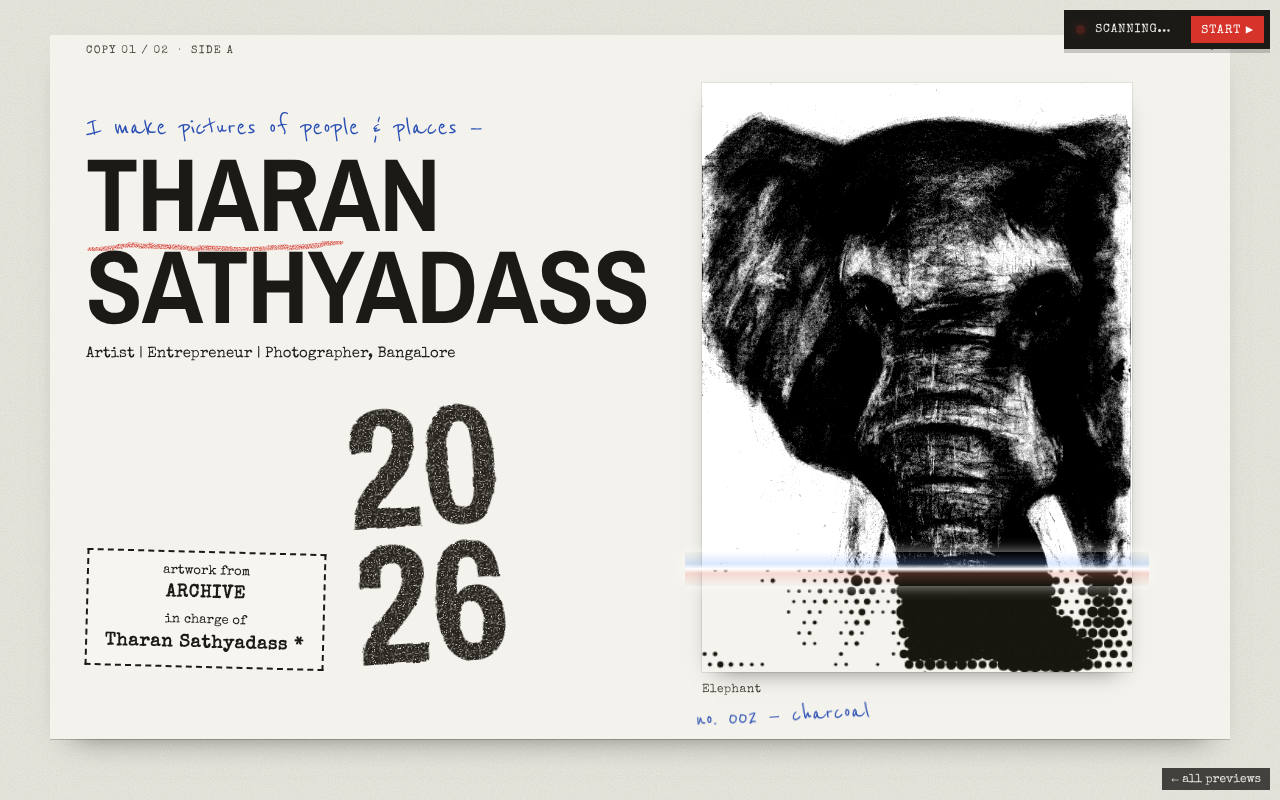 COPY 01 / 02 · SIDE A
SCANNING...
START ▶
I make pictures of people & places —
THARAN
SATHYADASS
Artist | Entrepreneur | Photographer, Bangalore
20
26
artwork from
ARCHIVE
in charge of
Tharan Sathyadass *
Elephant
no. 002 — charcoal
← all previews